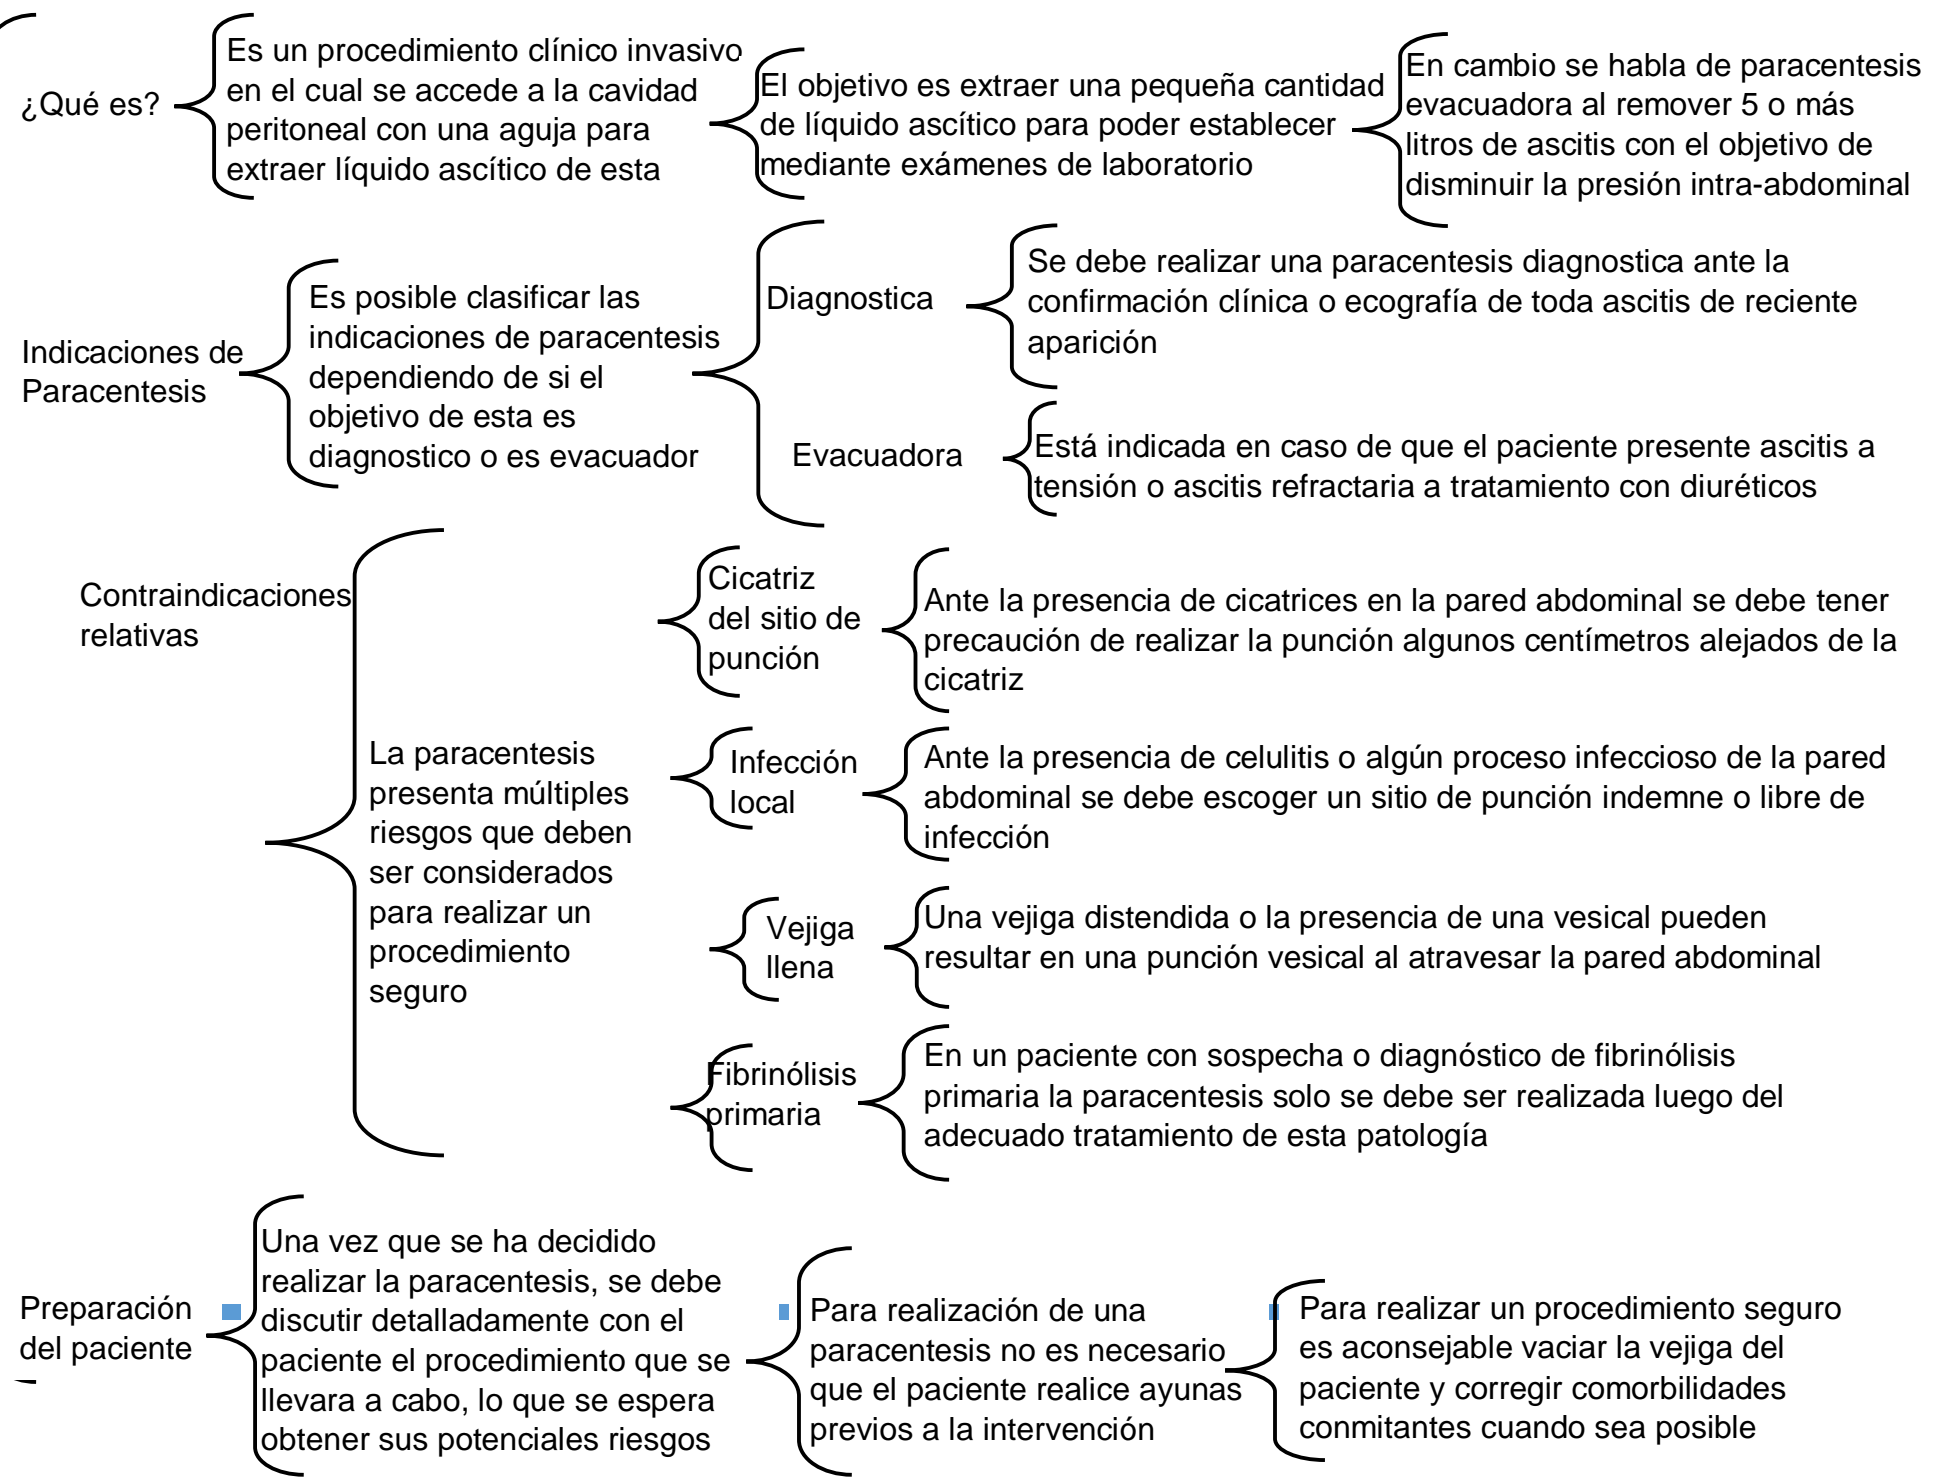 ¿Qué es?
Es un procedimiento clínico invasivo
en el cual se accede a la cavidad
peritoneal con una aguja para
extraer líquido ascítico de esta
El objetivo es extraer una pequeña cantidad
de líquido ascítico para poder establecer
mediante exámenes de laboratorio
En cambio se habla de paracentesis
evacuadora al remover 5 o más
litros de ascitis con el objetivo de
disminuir la presión intra-abdominal
Indicaciones de
Paracentesis
Es posible clasificar las
indicaciones de paracentesis
dependiendo de si el
objetivo de esta es
diagnostico o es evacuador
Diagnostica
Se debe realizar una paracentesis diagnostica ante la
confirmación clínica o ecografía de toda ascitis de reciente
aparición
Evacuadora
Está indicada en caso de que el paciente presente ascitis a
tensión o ascitis refractaria a tratamiento con diuréticos
Contraindicaciones
relativas
La paracentesis
presenta múltiples
riesgos que deben
ser considerados
para realizar un
procedimiento
seguro
Cicatriz
del sitio de
punción
Ante la presencia de cicatrices en la pared abdominal se debe tener
precaución de realizar la punción algunos centímetros alejados de la
cicatriz
Infección
local
Ante la presencia de celulitis o algún proceso infeccioso de la pared
abdominal se debe escoger un sitio de punción indemne o libre de
infección
Vejiga
llena
Una vejiga distendida o la presencia de una vesical pueden
resultar en una punción vesical al atravesar la pared abdominal
Fibrinólisis
primaria
En un paciente con sospecha o diagnóstico de fibrinólisis
primaria la paracentesis solo se debe ser realizada luego del
adecuado tratamiento de esta patología
Preparación
del paciente
Una vez que se ha decidido
realizar la paracentesis, se debe
discutir detalladamente con el
paciente el procedimiento que se
llevara a cabo, lo que se espera
obtener sus potenciales riesgos
Para realización de una
paracentesis no es necesario
que el paciente realice ayunas
previos a la intervención
Para realizar un procedimiento seguro
es aconsejable vaciar la vejiga del
paciente y corregir comorbilidades
conmitantes cuando sea posible